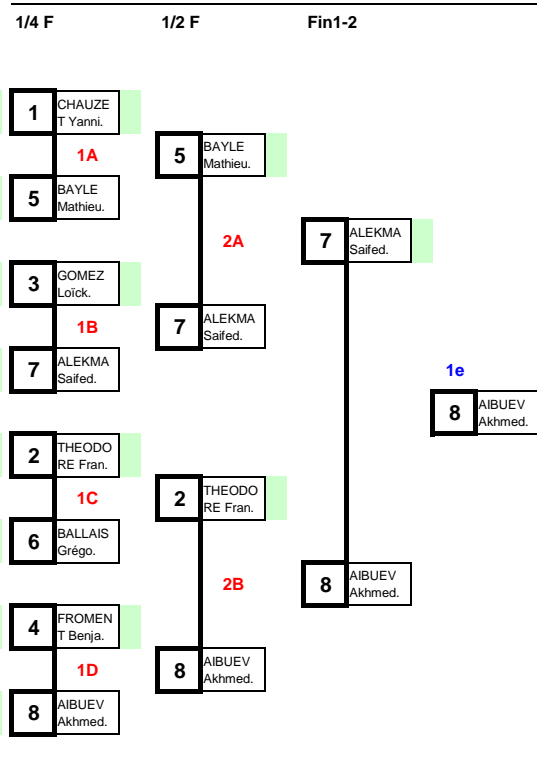 1/4 F 1/2 F Fin1-2
1 CHAUZE
T Yanni.
1A
5 BAYLE
Mathieu.
3 GOMEZ
Loïck.
1B
7 ALEKMA
Saifed.
2 THEODO
RE Fran.
1C
6 BALLAIS
Grégo.
4 FROMEN
T Benja.
1D
8 AIBUEV
Akhmed.
5 BAYLE
Mathieu.
2A
7 ALEKMA
Saifed.
2 THEODO
RE Fran.
2B
8 AIBUEV
Akhmed.
7 ALEKMA
Saifed.
8 AIBUEV
Akhmed.
1e
8 AIBUEV
Akhmed.